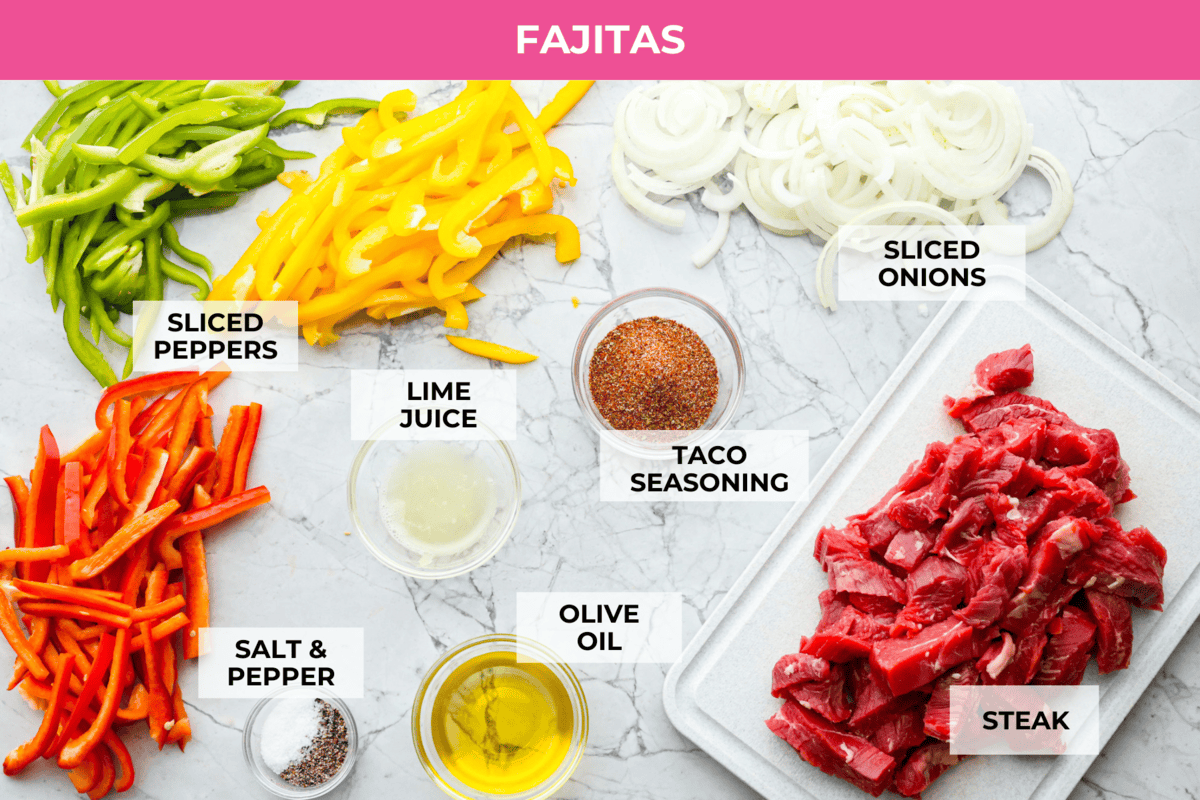 FAJITAS
SLICED
ONIONS
SLICED
PEPPERS
LIME
JUICE
TACO
SEASONING
OLIVE
OIL
SALT &
PEPPER
STEAK